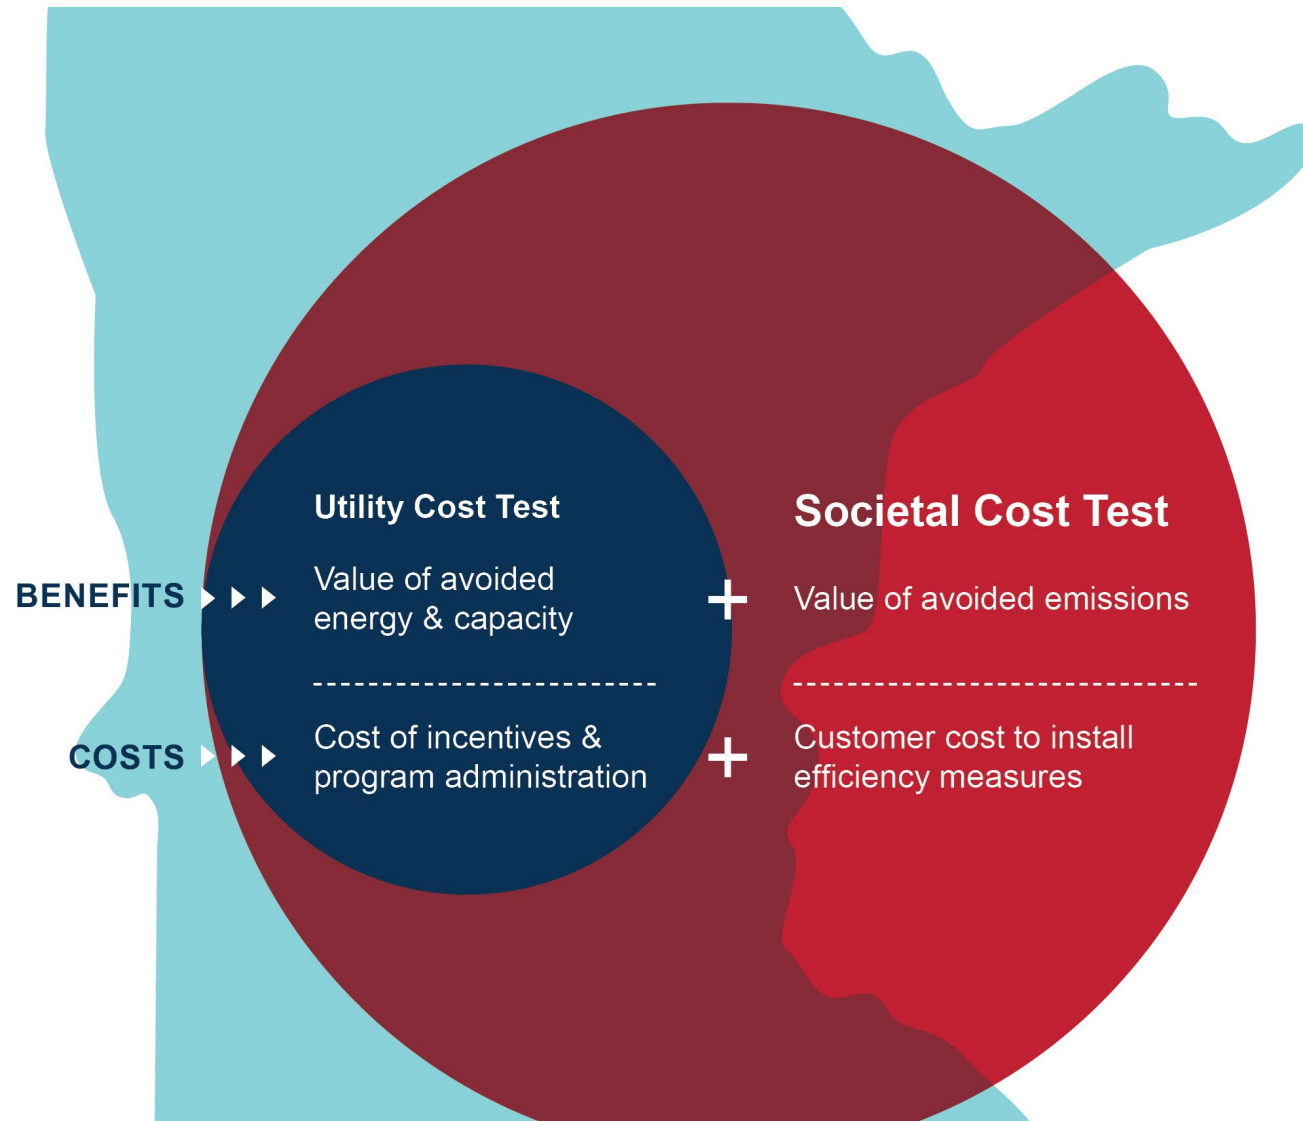 Utility Cost Test
Societal Cost Test
BENEFITS
Value of avoided
energy & capacity
+
Value of avoided emissions
COSTS
Cost of incentives &
program administration
+
Customer cost to install
efficiency measures